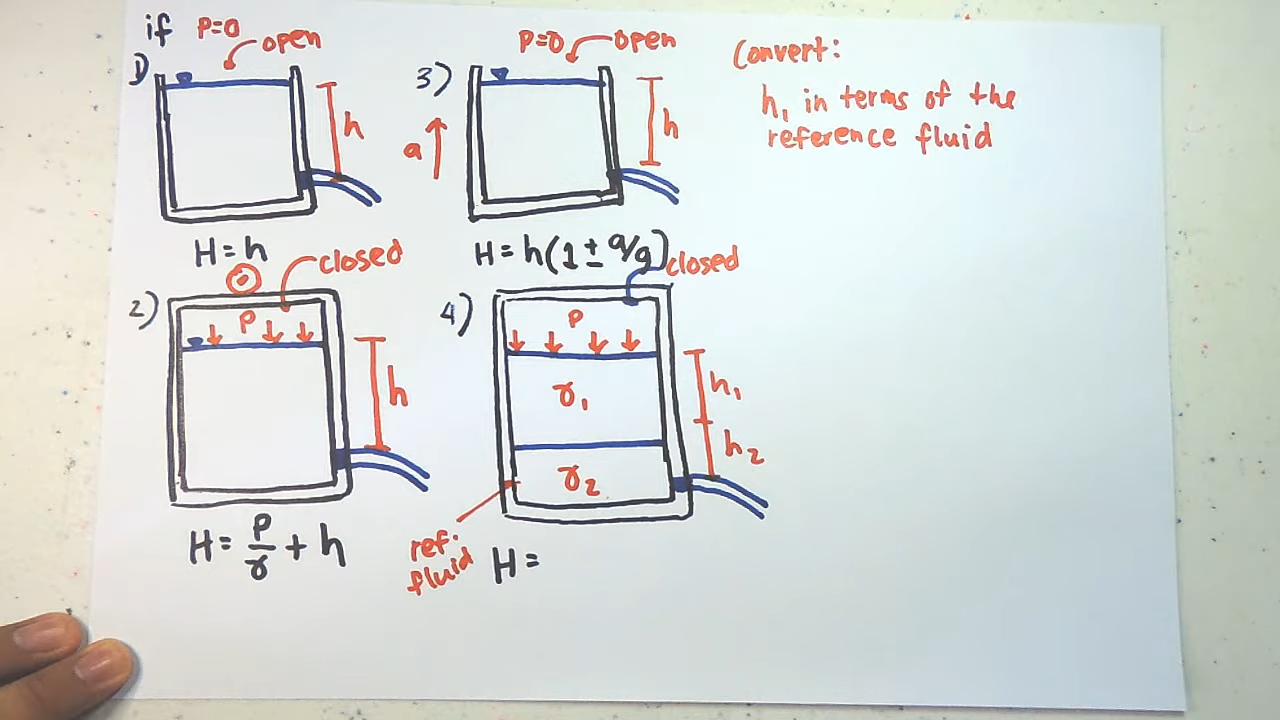 if P=0
open
1)
h
H=h
P=0
open
3)
a
h
H=h(1±a/g)
Convert:
h₁ in terms of the
reference fluid
0
closed
2)
P
h
H= P/γ + h
closed
4)
P
γ₁
h₁
h₂
γ₂
ref.
fluid
H=